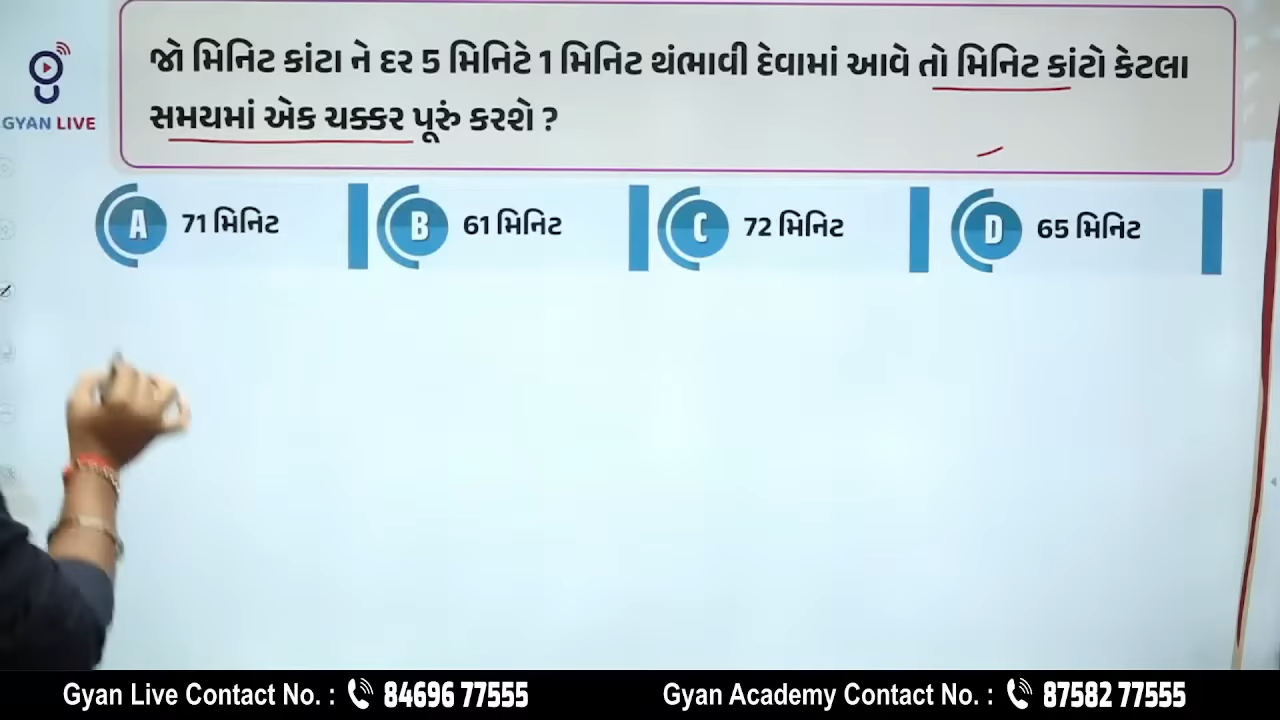 GYAN LIVE
જો મિનિટ કાંટા ને દર 5 મિનિટે 1 મિનિટ થંભાવી દેવામાં આવે તો મિનિટ કાંટો કેટલા
સમયમાં એક ચક્કર પૂરું કરશે ?
A 71 મિનિટ
B 61 મિનિટ
C 72 મિનિટ
D 65 મિનિટ
Gyan Live Contact No. : 84696 77555
Gyan Academy Contact No. : 87582 77555